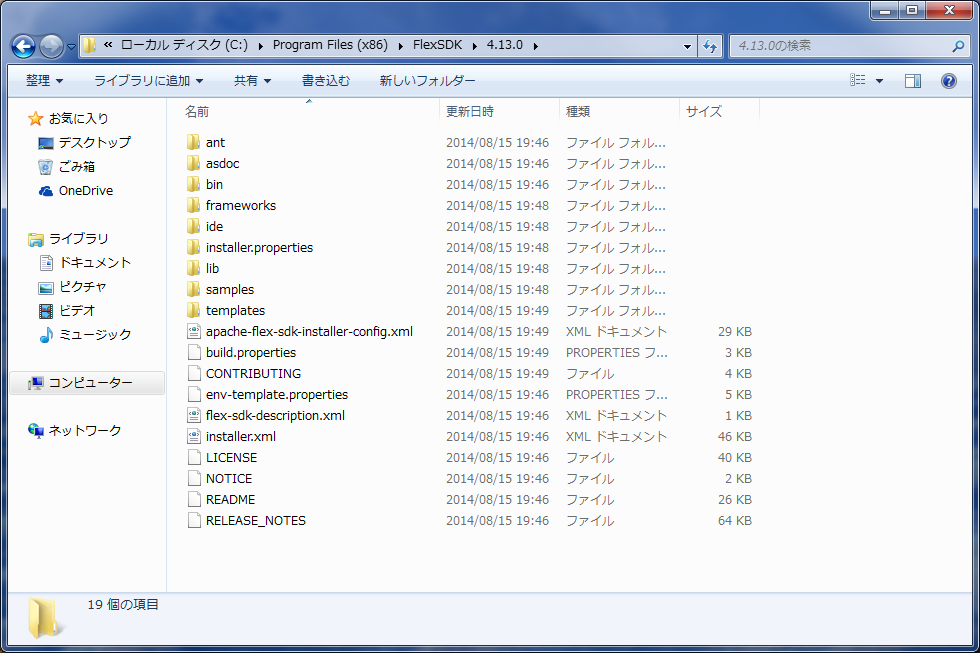 « ローカル ディスク (C:) ▸ Program Files (x86) ▸ FlexSDK ▸ 4.13.0 ▸ 4.13.0の検索
整理 ▼ ライブラリに追加 ▼ 共有 ▼ 書き込む 新しいフォルダー
お気に入り
デスクトップ
ごみ箱
OneDrive
ライブラリ
ドキュメント
ピクチャ
ビデオ
ミュージック
コンピューター
ネットワーク
名前 更新日時 種類 サイズ
ant 2014/08/15 19:46 ファイル フォル...
asdoc 2014/08/15 19:46 ファイル フォル...
bin 2014/08/15 19:46 ファイル フォル...
frameworks 2014/08/15 19:48 ファイル フォル...
ide 2014/08/15 19:48 ファイル フォル...
installer.properties 2014/08/15 19:48 ファイル フォル...
lib 2014/08/15 19:48 ファイル フォル...
samples 2014/08/15 19:46 ファイル フォル...
templates 2014/08/15 19:46 ファイル フォル...
apache-flex-sdk-installer-config.xml 2014/08/15 19:49 XML ドキュメント 29 KB
build.properties 2014/08/15 19:49 PROPERTIES フ... 3 KB
CONTRIBUTING 2014/08/15 19:49 ファイル 4 KB
env-template.properties 2014/08/15 19:46 PROPERTIES フ... 5 KB
flex-sdk-description.xml 2014/08/15 19:46 XML ドキュメント 1 KB
installer.xml 2014/08/15 19:46 XML ドキュメント 46 KB
LICENSE 2014/08/15 19:46 ファイル 40 KB
NOTICE 2014/08/15 19:46 ファイル 2 KB
README 2014/08/15 19:46 ファイル 26 KB
RELEASE_NOTES 2014/08/15 19:46 ファイル 64 KB
19 個の項目